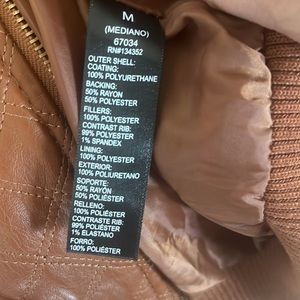 M
(MEDIANO)
67034
RN#134352
OUTER SHELL:
COATING:
100% POLYURETHANE
BACKING:
50% RAYON
50% POLYESTER
FILLERS:
100% POLYESTER
CONTRAST RIB:
99% POLYESTER
1% SPANDEX
LINING:
100% POLYESTER
EXTERIOR:
100% POLIURETANO
SOPORTE:
50% RAYÓN
50% POLIÉSTER
RELLENO:
100% POLIÉSTER
CONTRASTE RIB:
99% POLIÉSTER
1% ELASTANO
FORRO:
100% POLIÉSTER